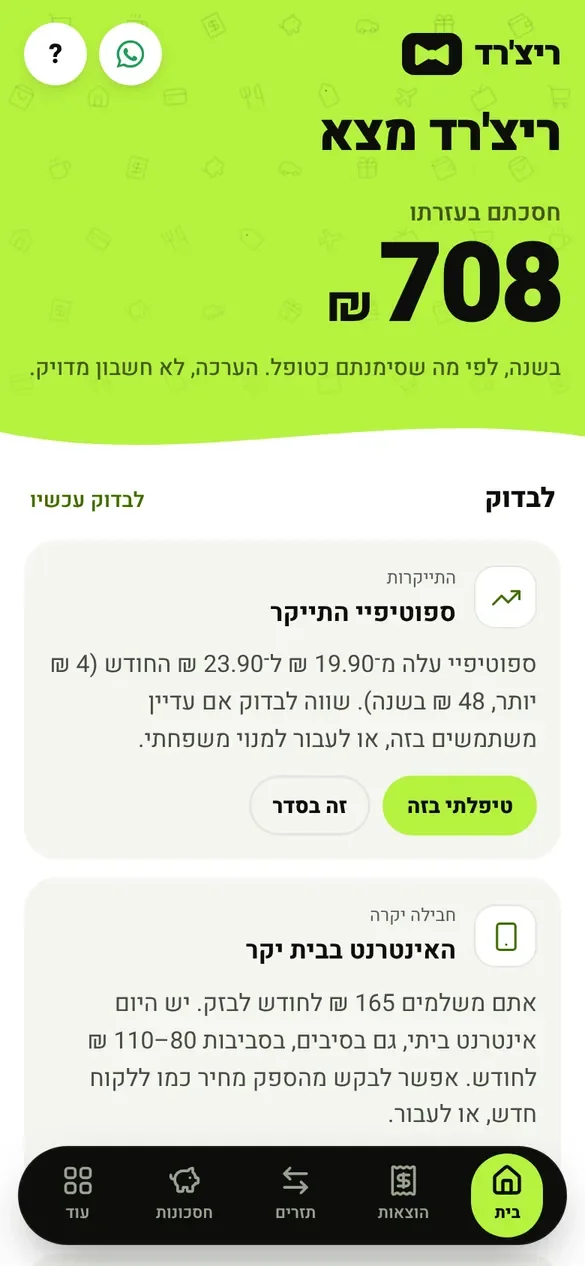 ריצ'רד
?
ריצ'רד מצא
חסכתם בעזרתו
708 ₪
בשנה, לפי מה שסימנתם כטופל. הערכה, לא חשבון מדויק.
לבדוק
לבדוק עכשיו
התייקרות
ספוטיפיי התייקר
ספוטיפיי עלה מ־19.90 ₪ ל־23.90 ₪ החודש (4 ₪
יותר, 48 ₪ בשנה). שווה לבדוק אם עדיין
משתמשים בזה, או לעבור למנוי משפחתי.
טיפלתי בזה
זה בסדר
חבילה יקרה
האינטרנט בבית יקר
אתם משלמים 165 ₪ לחודש לבזק. יש היום
אינטרנט ביתי, גם בסיבים, בסביבות 80–110 ₪
לחודש. אפשר לבקש מהספק מחיר כמו ללקוח
חדש, או לעבור.
בית
הוצאות
תזרים
חסכונות
עוד